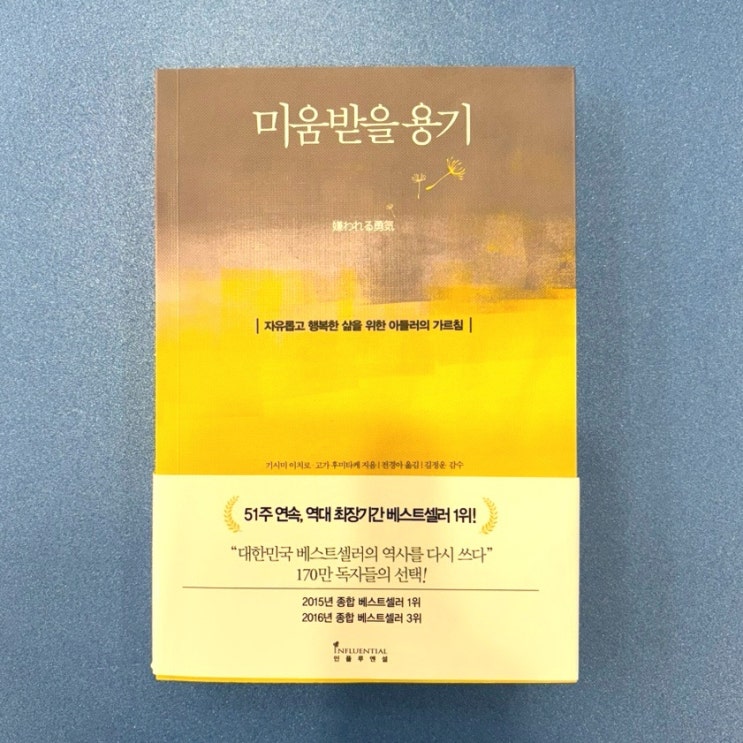 미움받을 용기
嫌われる勇気
자유롭고 행복한 삶을 위한 아들러의 가르침
기시미 이치로 · 고가 후미타케 지음 | 전경아 옮김 | 김정운 감수
51주 연속, 역대 최장기간 베스트셀러 1위!
“대한민국 베스트셀러의 역사를 다시 쓰다”
170만 독자들의 선택!
2015년 종합 베스트셀러 1위
2016년 종합 베스트셀러 3위
INFLUENTIAL
인플루엔셜